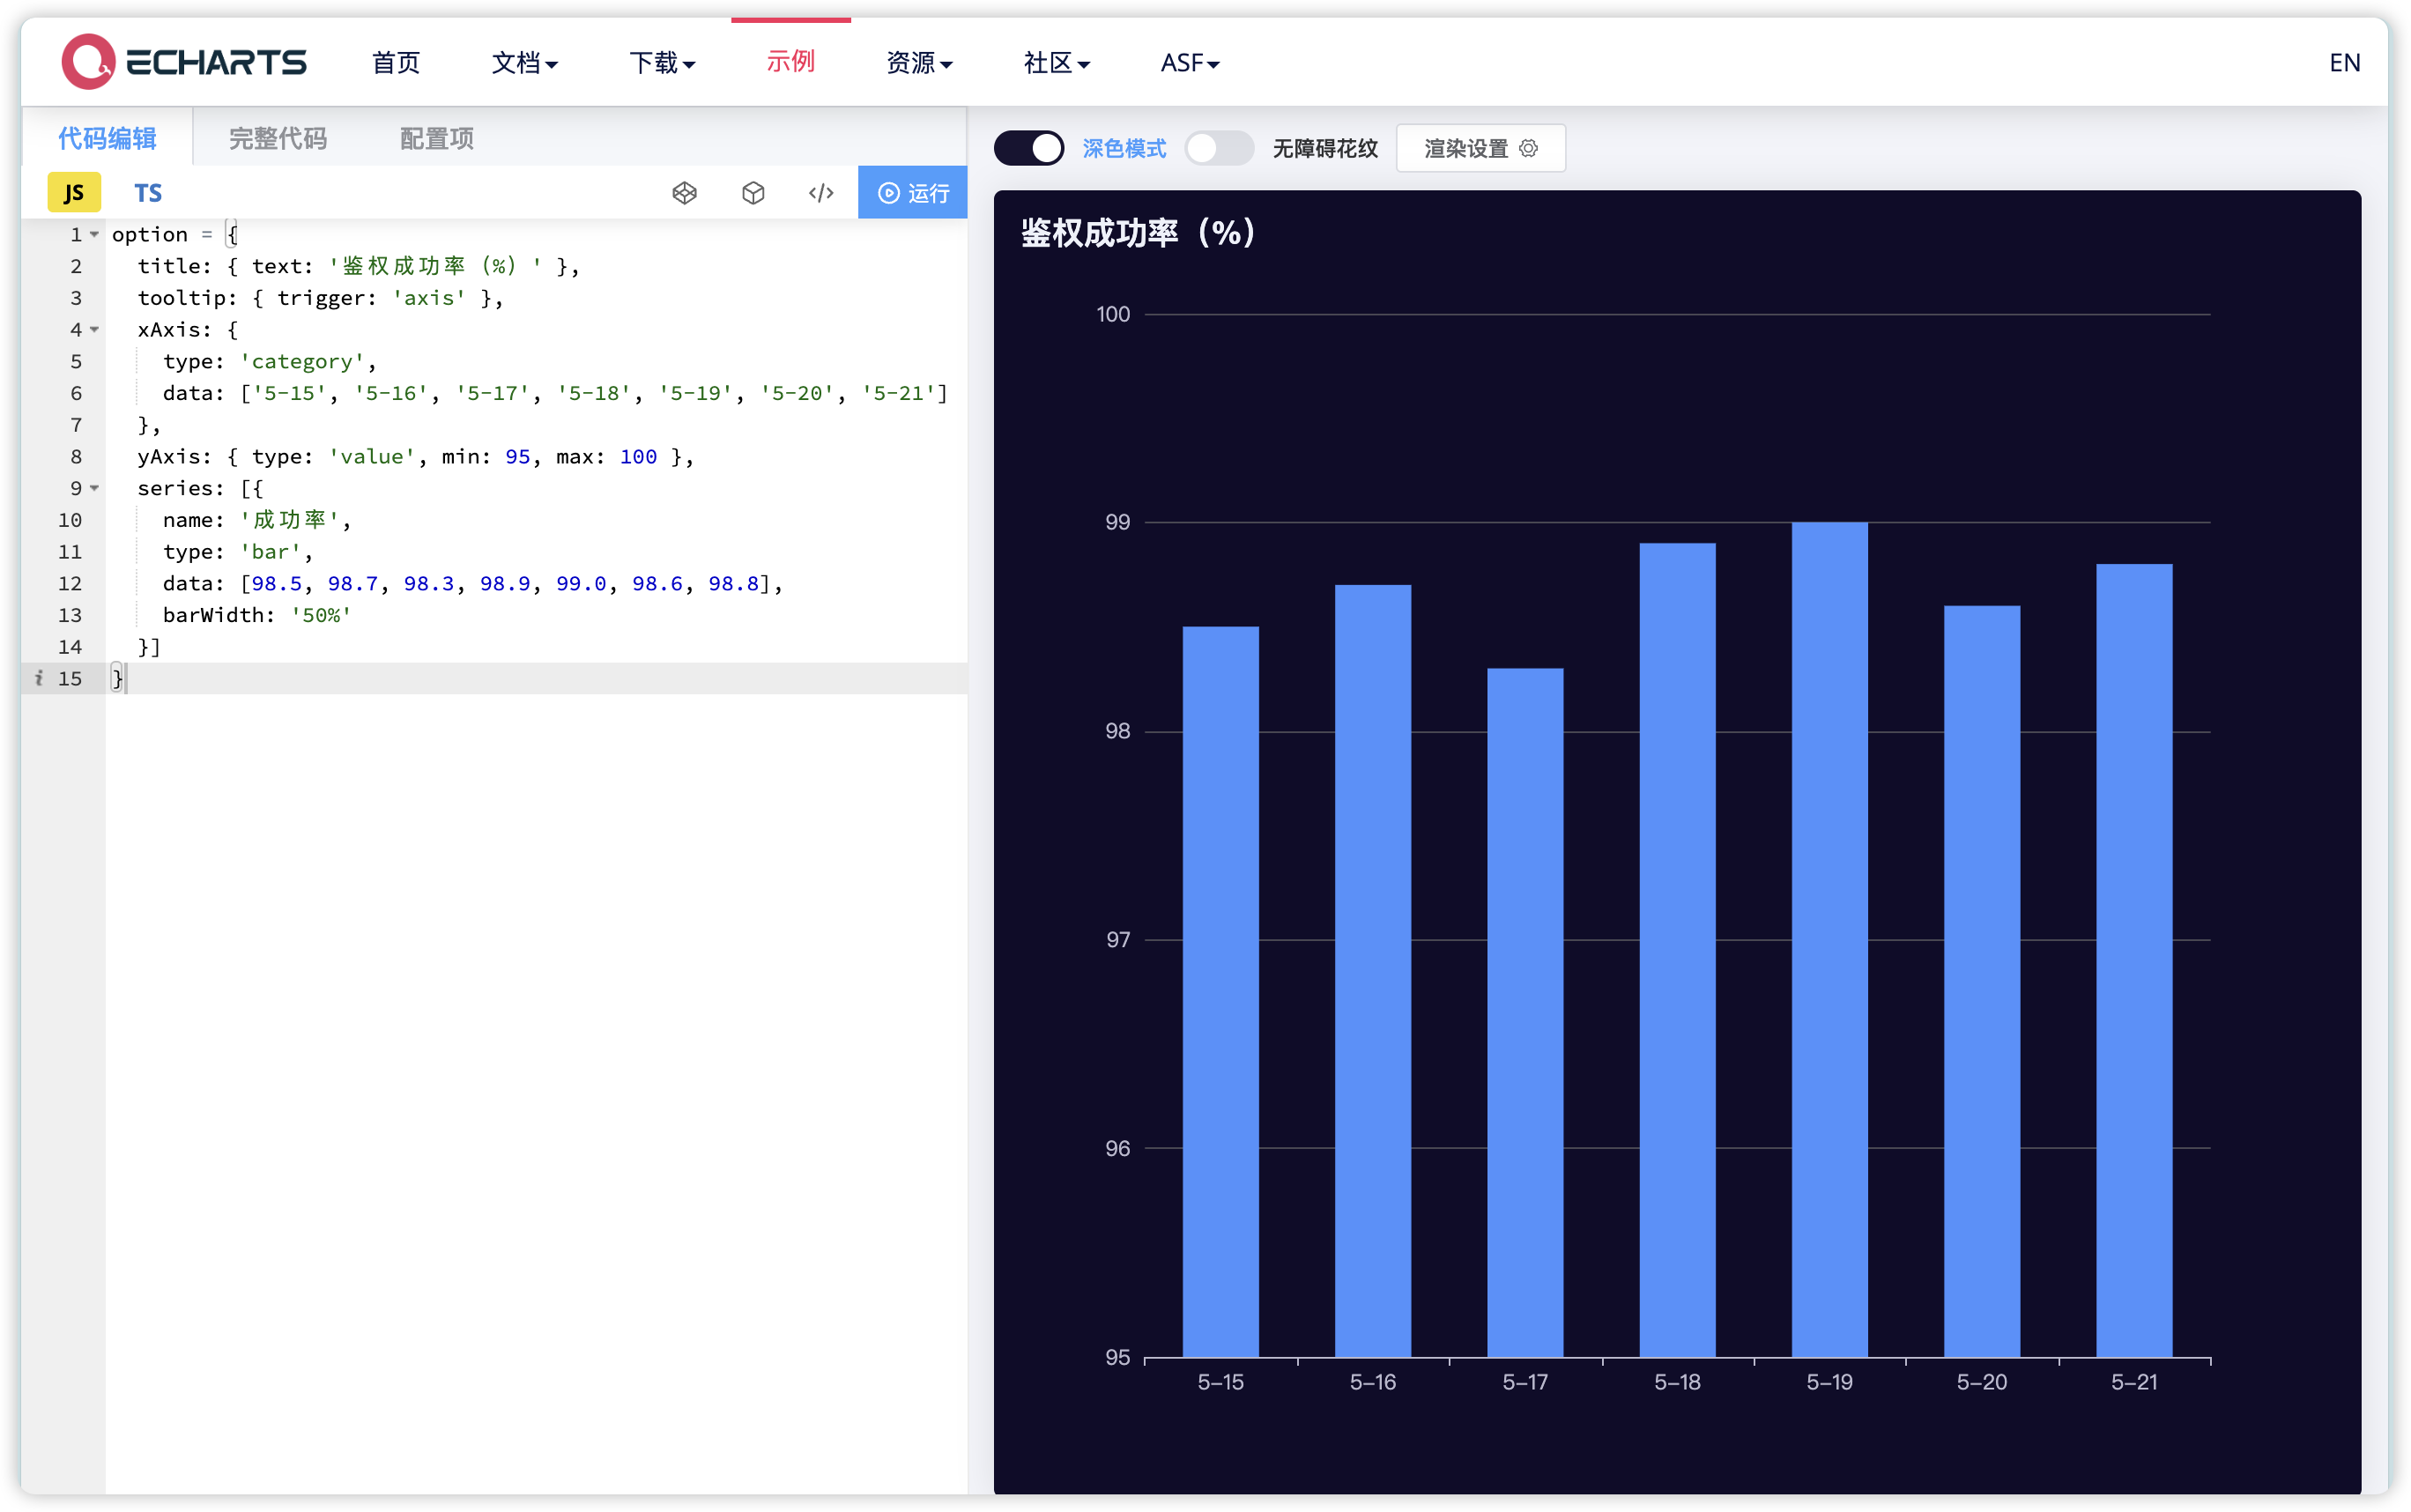 ECHARTS 首页 文档 下载 示例 资源 社区 ASF EN
代码编辑 完整代码 配置项
JS TS </> 运行
1 option = {
2 title: { text: '鉴权成功率（%）' },
3 tooltip: { trigger: 'axis' },
4 xAxis: {
5 type: 'category',
6 data: ['5-15', '5-16', '5-17', '5-18', '5-19', '5-20', '5-21']
7 },
8 yAxis: { type: 'value', min: 95, max: 100 },
9 series: [{
10 name: '成功率',
11 type: 'bar',
12 data: [98.5, 98.7, 98.3, 98.9, 99.0, 98.6, 98.8],
13 barWidth: '50%'
14 }]
i 15 }
深色模式 无障碍花纹 渲染设置
鉴权成功率（%）
100
99
98
97
96
95
5-15 5-16 5-17 5-18 5-19 5-20 5-21